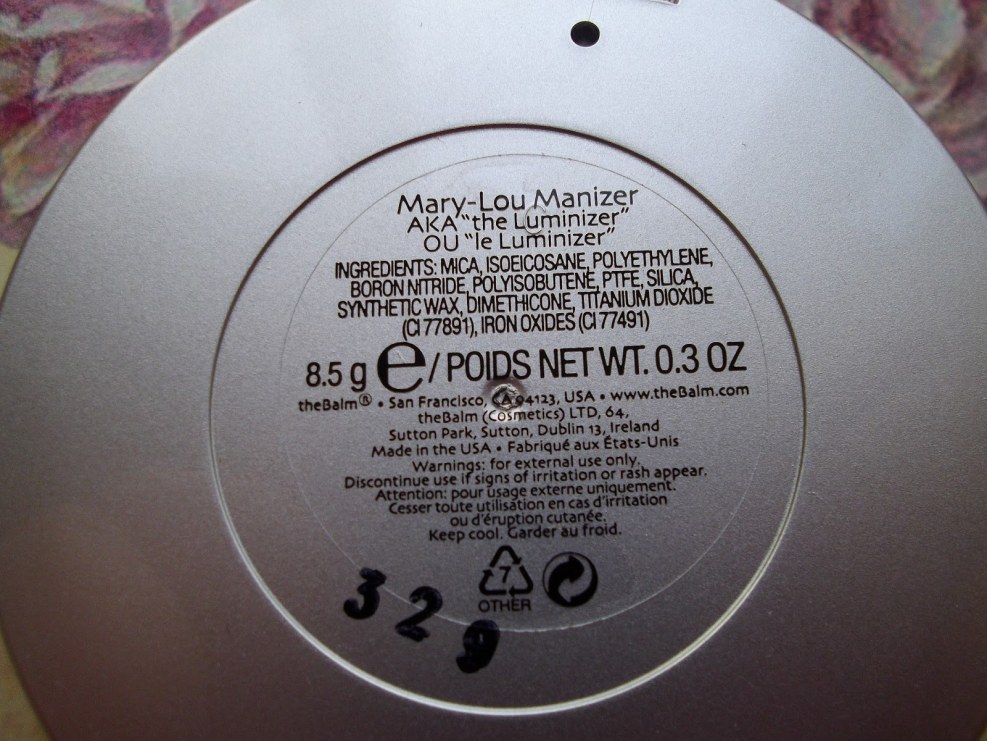 Mary-Lou Manizer
AKA "the Luminizer"
OU "le Luminizer"
INGREDIENTS: MICA, ISOEICOSANE, POLYETHYLENE,
BORON NITRIDE, POLYISOBUTENE, PTFE, SILICA,
SYNTHETIC WAX, DIMETHICONE, TITANIUM DIOXIDE
(CI 77891), IRON OXIDES (CI 77491)
8.5 g e / POIDS NET WT. 0.3 OZ
theBalm® • San Francisco, CA 94123, USA • www.theBalm.com
theBalm (Cosmetics) LTD, 64,
Sutton Park, Sutton, Dublin 13, Ireland
Made in the USA • Fabriqué aux États-Unis
Warnings: for external use only.
Discontinue use if signs of irritation or rash appear.
Attention: pour usage externe uniquement.
Cesser toute utilisation en cas d'irritation
ou d'éruption cutanée.
Keep cool. Garder au froid.
7
OTHER
329